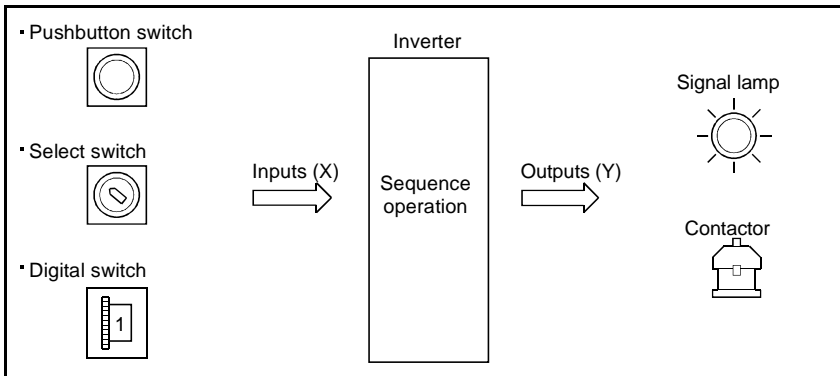 · Pushbutton switch
· Select switch
· Digital switch
1
Inputs (X)
Inverter
Sequence
operation
Outputs (Y)
Signal lamp
Contactor